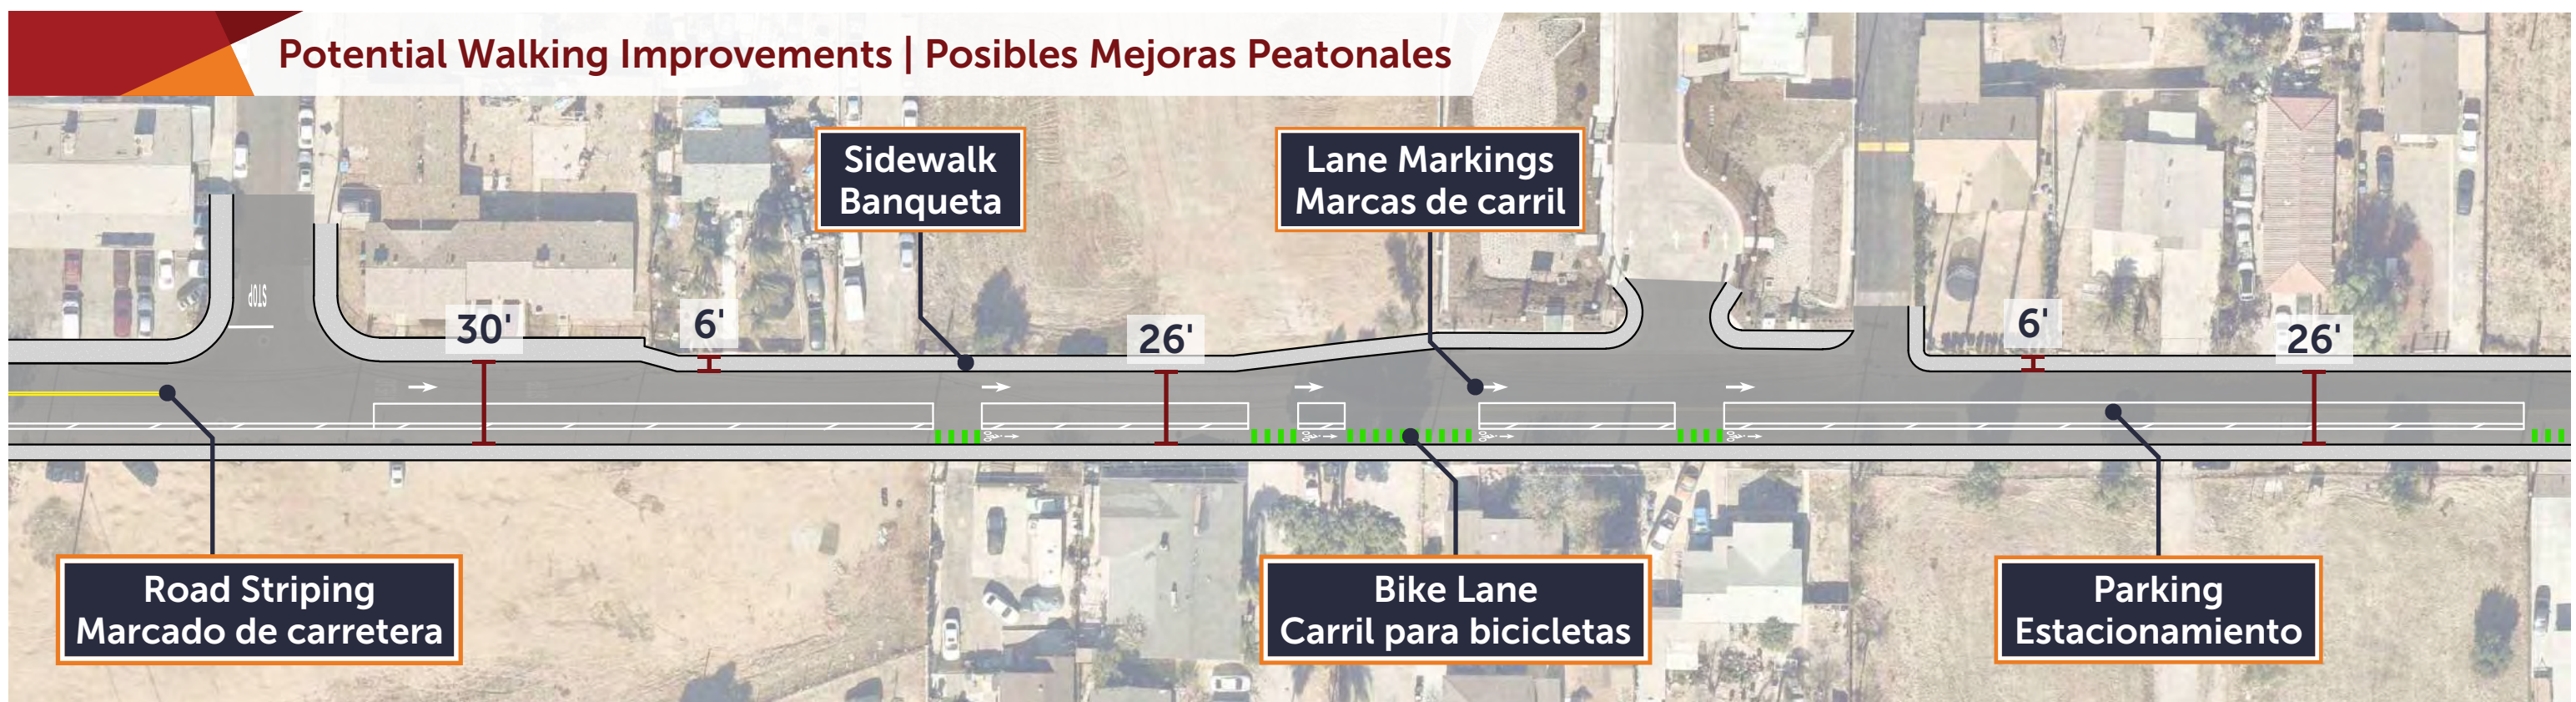 Potential Walking Improvements | Posibles Mejoras Peatonales
Sidewalk
Banqueta
Lane Markings
Marcas de carril
STOP
30'
6'
26'
6'
26'
Road Striping
Marcado de carretera
Bike Lane
Carril para bicicletas
Parking
Estacionamiento